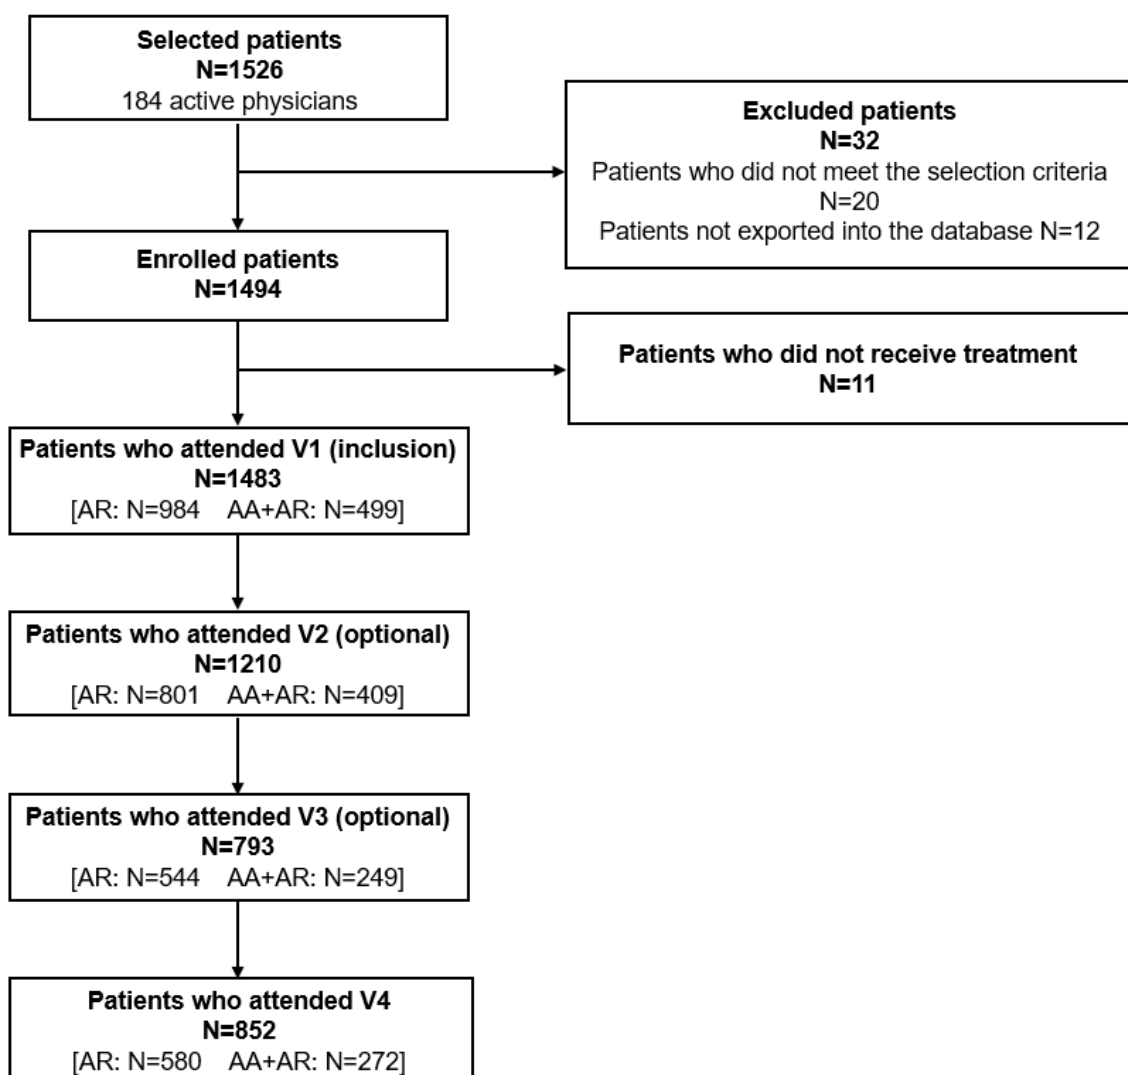 Selected patients
N=1526
184 active physicians
Excluded patients
N=32
Patients who did not meet the selection criteria
N=20
Patients not exported into the database N=12
Enrolled patients
N=1494
Patients who did not receive treatment
N=11
Patients who attended V1 (inclusion)
N=1483
[AR: N=984 AA+AR: N=499]
Patients who attended V2 (optional)
N=1210
[AR: N=801 AA+AR: N=409]
Patients who attended V3 (optional)
N=793
[AR: N=544 AA+AR: N=249]
Patients who attended V4
N=852
[AR: N=580 AA+AR: N=272]